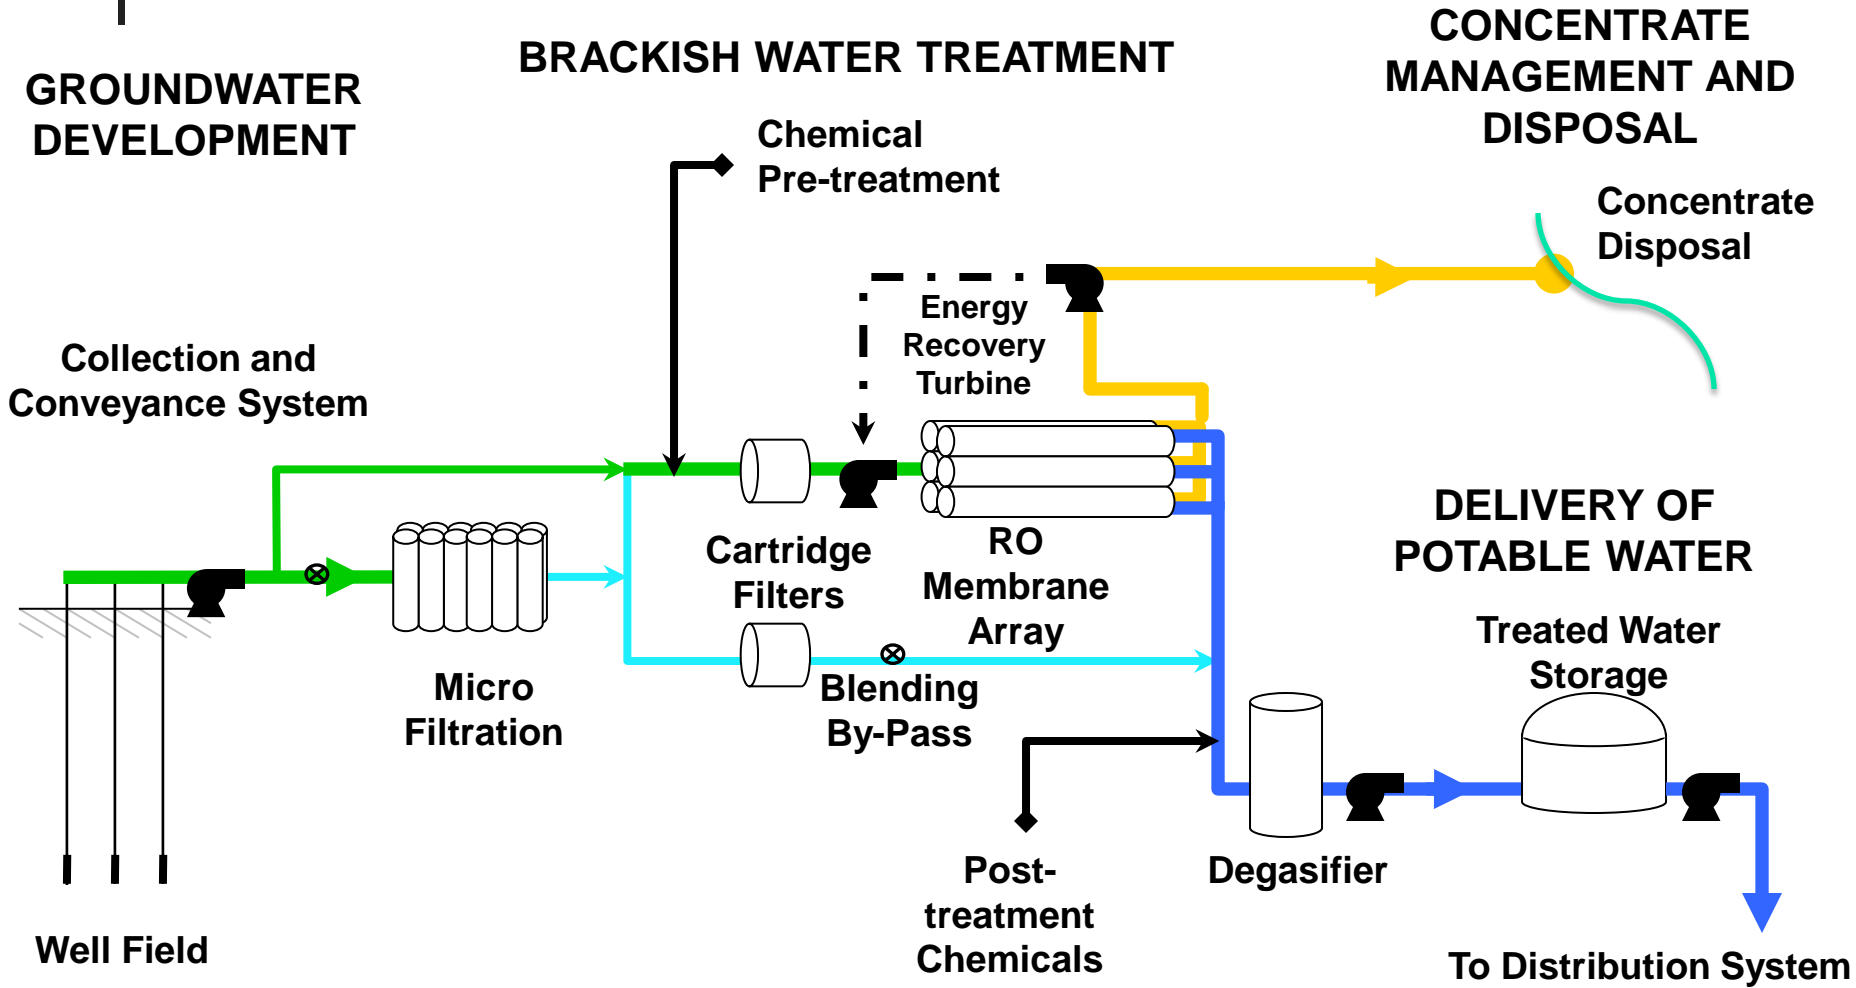 GROUNDWATER
DEVELOPMENT
BRACKISH WATER TREATMENT
CONCENTRATE
MANAGEMENT AND
DISPOSAL
Chemical
Pre-treatment
Concentrate
Disposal
Energy
Recovery
Turbine
Collection and
Conveyance System
Cartridge
Filters
RO
Membrane
Array
DELIVERY OF
POTABLE WATER
Treated Water
Storage
Micro
Filtration
Blending
By-Pass
Post-
treatment
Chemicals
Degasifier
Well Field
To Distribution System